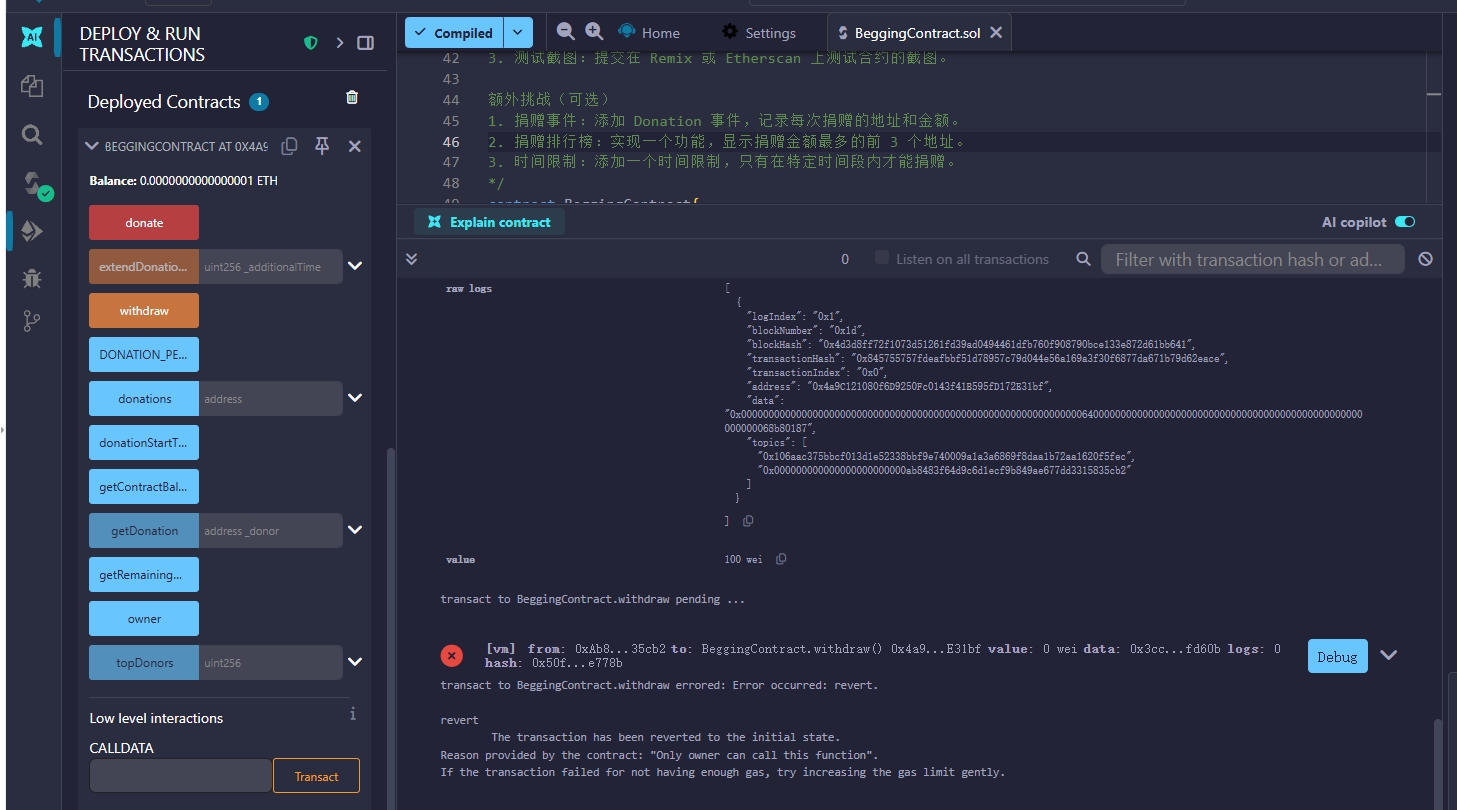 AI
DEPLOY & RUN
TRANSACTIONS
Deployed Contracts 1
BEGGINGCONTRACT AT 0X4A9
Balance: 0.0000000000000001 ETH
donate
extendDonatio... uint256 _additionalTime
withdraw
DONATION_PE...
donations address
donationStartT...
getContractBal...
getDonation address _donor
getRemaining...
owner
topDonors uint256
Low level interactions
i
CALLDATA
Transact
Compiled
Home
Settings
BeggingContract.sol
42 3. 测试截图：提交在 Remix 或 Etherscan 上测试合约的截图。
43
44 额外挑战（可选）
45 1. 捐赠事件：添加 Donation 事件，记录每次捐赠的地址和金额。
46 2. 捐赠排行榜：实现一个功能，显示捐赠金额最多的前 3 个地址。
47 3. 时间限制：添加一个时间限制，只有在特定时间段内才能捐赠。
48 */
49 contract BeggingContract{
Explain contract
AI copilot
0
Listen on all transactions
Filter with transaction hash or ad...
raw logs
[
{
"logIndex": "0x1",
"blockNumber": "0x1d",
"blockHash": "0x4d3d8ff72f1073d51261fd39ad0494461dfb760f908790bce133e872d61bb641",
"transactionHash": "0x845755757fdeafbbf51d78957c79d044e56a169a3f30f6877da671b79d62eace",
"transactionIndex": "0x0",
"address": "0x4a9C121080f6D9250Fc0143f41B595fD172E31bf",
"data":
"topics": [
"0x106aac375bbcf013d1e52338bbf9e740009a1a3a6869f8daa1b72aa1620f5fec",
"0x000000000000000000000000ab8483f64d9c6d1ecf9b849ae677dd3315835cb2"
]
}
]
value
100 wei
transact to BeggingContract.withdraw pending ...
[vm] from: 0xAb8...35cb2 to: BeggingContract.withdraw() 0x4a9...E31bf value: 0 wei data: 0x3cc...fd60b logs: 0
hash: 0x50f...e778b
Debug
transact to BeggingContract.withdraw errored: Error occurred: revert.
revert
The transaction has been reverted to the initial state.
Reason provided by the contract: "Only owner can call this function".
If the transaction failed for not having enough gas, try increasing the gas limit gently.